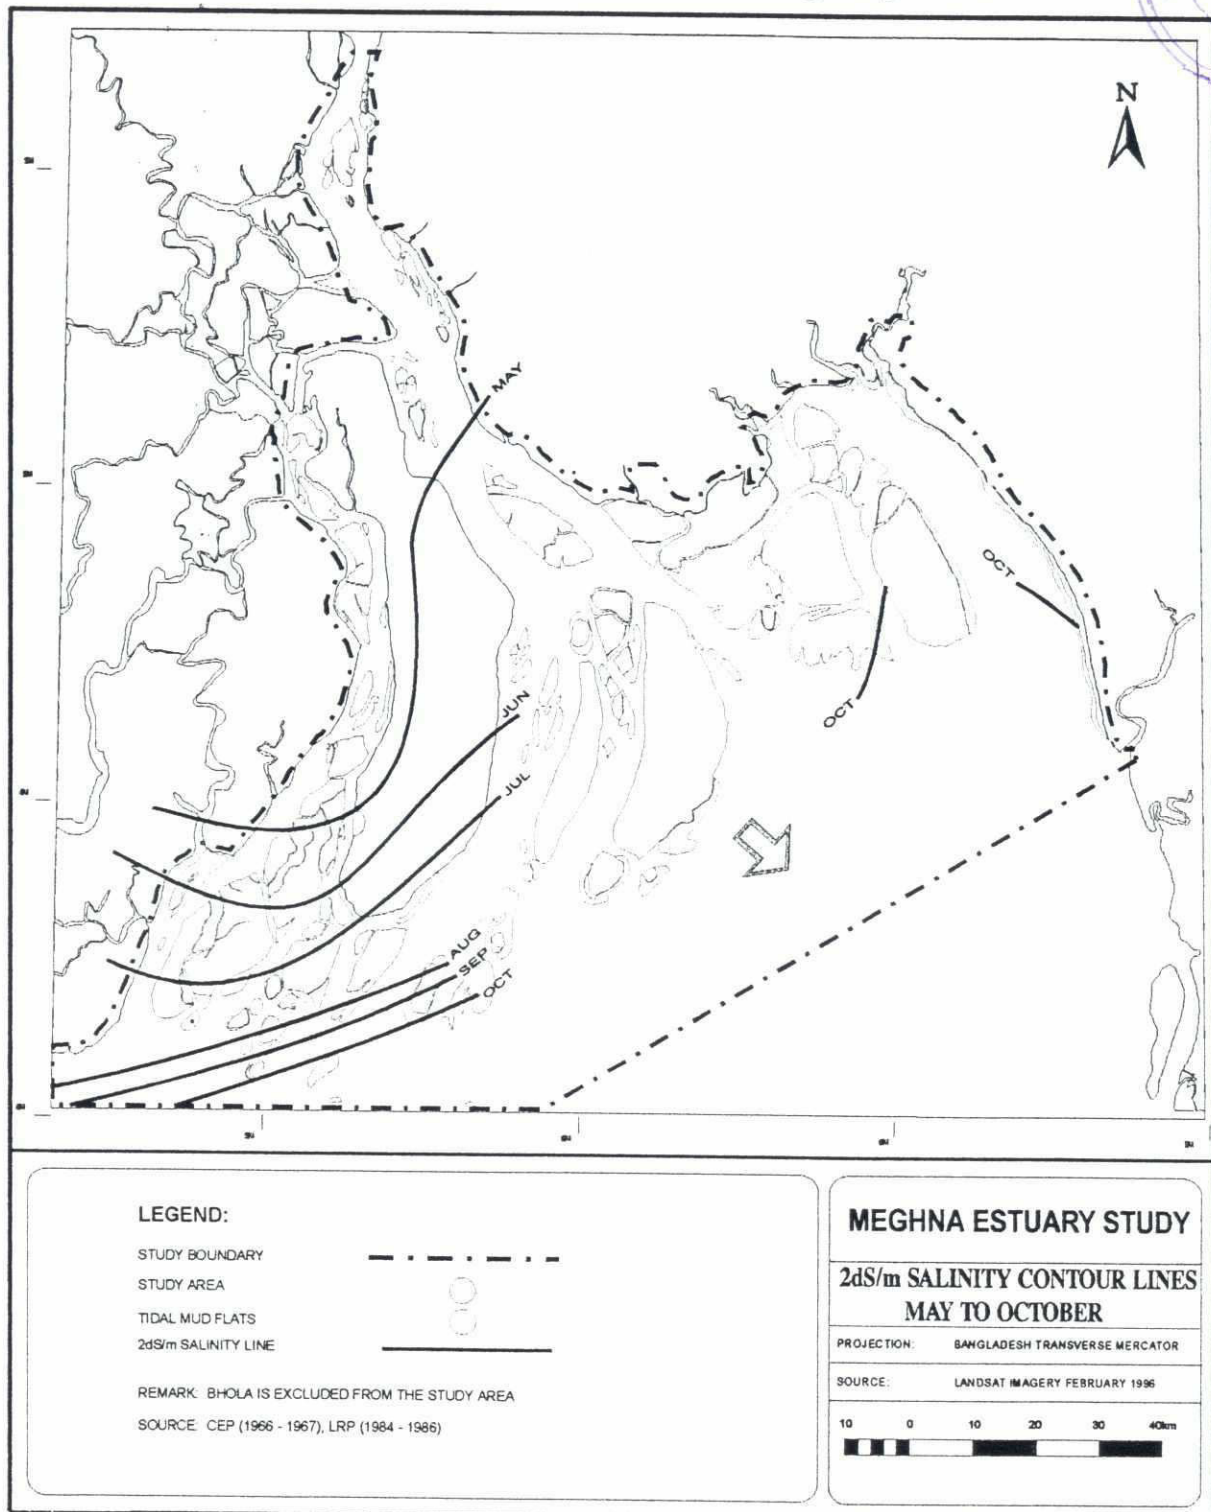 N
MAY
OCT
OCT
JUN
JUL
AUG
SEP
OCT
LEGEND:
STUDY BOUNDARY
STUDY AREA
TIDAL MUD FLATS
2dS/m SALINITY LINE
REMARK: BHOLA IS EXCLUDED FROM THE STUDY AREA
SOURCE: CEP (1966 - 1967), LRP (1984 - 1986)
MEGHNA ESTUARY STUDY
2dS/m SALINITY CONTOUR LINES
MAY TO OCTOBER
PROJECTION: BANGLADESH TRANSVERSE MERCATOR
SOURCE: LANDSAT IMAGERY FEBRUARY 1996
10 0 10 20 30 40km